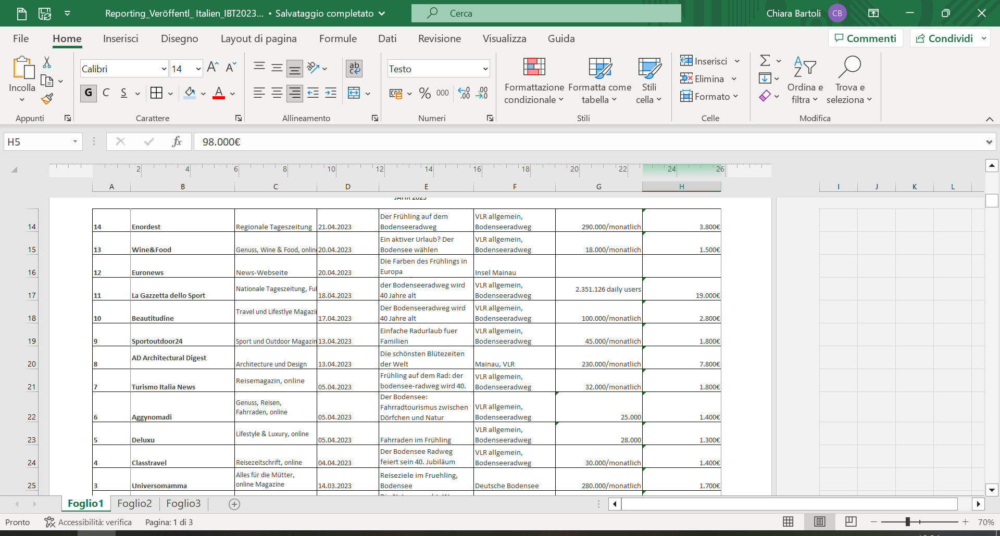 Reporting_Veröffentl_ Italien_IBT2023... • Salvataggio completato
Cerca
Chiara Bartoli CB
File Home Inserisci Disegno Layout di pagina Formule Dati Revisione Visualizza Guida
Commenti Condividi
Incolla
Calibri 14
G C S
ab c
Testo
% 000
Formattazione condizionale
Formatta come tabella
Stili cella
Inserisci
Elimina
Formato
Ordina e filtra
Trova e seleziona
Appunti Carattere Allineamento Numeri Stili Celle Modifica
H5 fx 98.000€
2 4 6 8 10 12 14 16 18 20 22 24 26
A B C D E F G H I J K L
JAHR 2023
14 14 Enordest Regionale Tageszeitung 21.04.2023 Der Frühling auf dem Bodenseeradweg VLR allgemein, Bodenseeradweg 290.000/monatlich 3.800€
15 13 Wine&Food Genuss, Wine & Food, online 20.04.2023 Ein aktiver Urlaub? Der Bodensee wählen VLR allgemein, Bodenseeradweg 18.000/monatlich 1.500€
16 12 Euronews News-Webseite 20.04.2023 Die Farben des Frühlings in Europa Insel Mainau
17 11 La Gazzetta dello Sport Nationale Tageszeitung, 18.04.2023 der Bodenseeradweg wird 40 Jahre alt VLR allgemein, Bodenseeradweg 2.351.126 daily users 19.000€
18 10 Beautitudine Travel und Lifestlye Magazi 17.04.2023 Der Bodenseeradweg wird 40 Jahre alt VLR allgemein, Bodenseeradweg 100.000/monatlich 2.800€
19 9 Sportoutdoor24 Sport und Outdoor Magazin 13.04.2023 Einfache Radurlaub fuer Familien VLR allgemein, Bodenseeradweg 45.000/monatlich 1.800€
20 8 AD Architectural Digest Architecture und Design 13.04.2023 Die schönsten Blütezeiten der Welt Mainau, VLR 230.000/monatlich 7.800€
21 7 Turismo Italia News Reisemagazin, online 05.04.2023 Frühling auf dem Rad: der bodensee-radweg wird 40. VLR allgemein, Bodenseeradweg 32.000/monatlich 1.800€
22 6 Aggynomadi Genuss, Reisen, Fahrraden, online 05.04.2023 Der Bodensee: Fahrradtourismus zwischen Dörfchen und Natur VLR allgemein, Bodenseeradweg 25.000 1.400€
23 5 Deluxu Lifestyle & Luxury, online 05.04.2023 Fahrraden im Frühling VLR allgemein, Bodenseeradweg 28.000 1.300€
24 4 Classtravel Reisezeitschrift, online 04.04.2023 Der Bodensee Radweg feiert sein 40. Jubiläum VLR allgemein, Bodenseeradweg 30.000/monatlich 1.400€
25 3 Universomamma Alles für die Mütter, online Magazine 14.03.2023 Reiseziele im Fruehling, Bodensee Deutsche Bodensee 280.000/monatlich 1.700€
Foglio1 Foglio2 Foglio3
Pronto Accessibilità: verifica Pagina: 1 di 3 70%